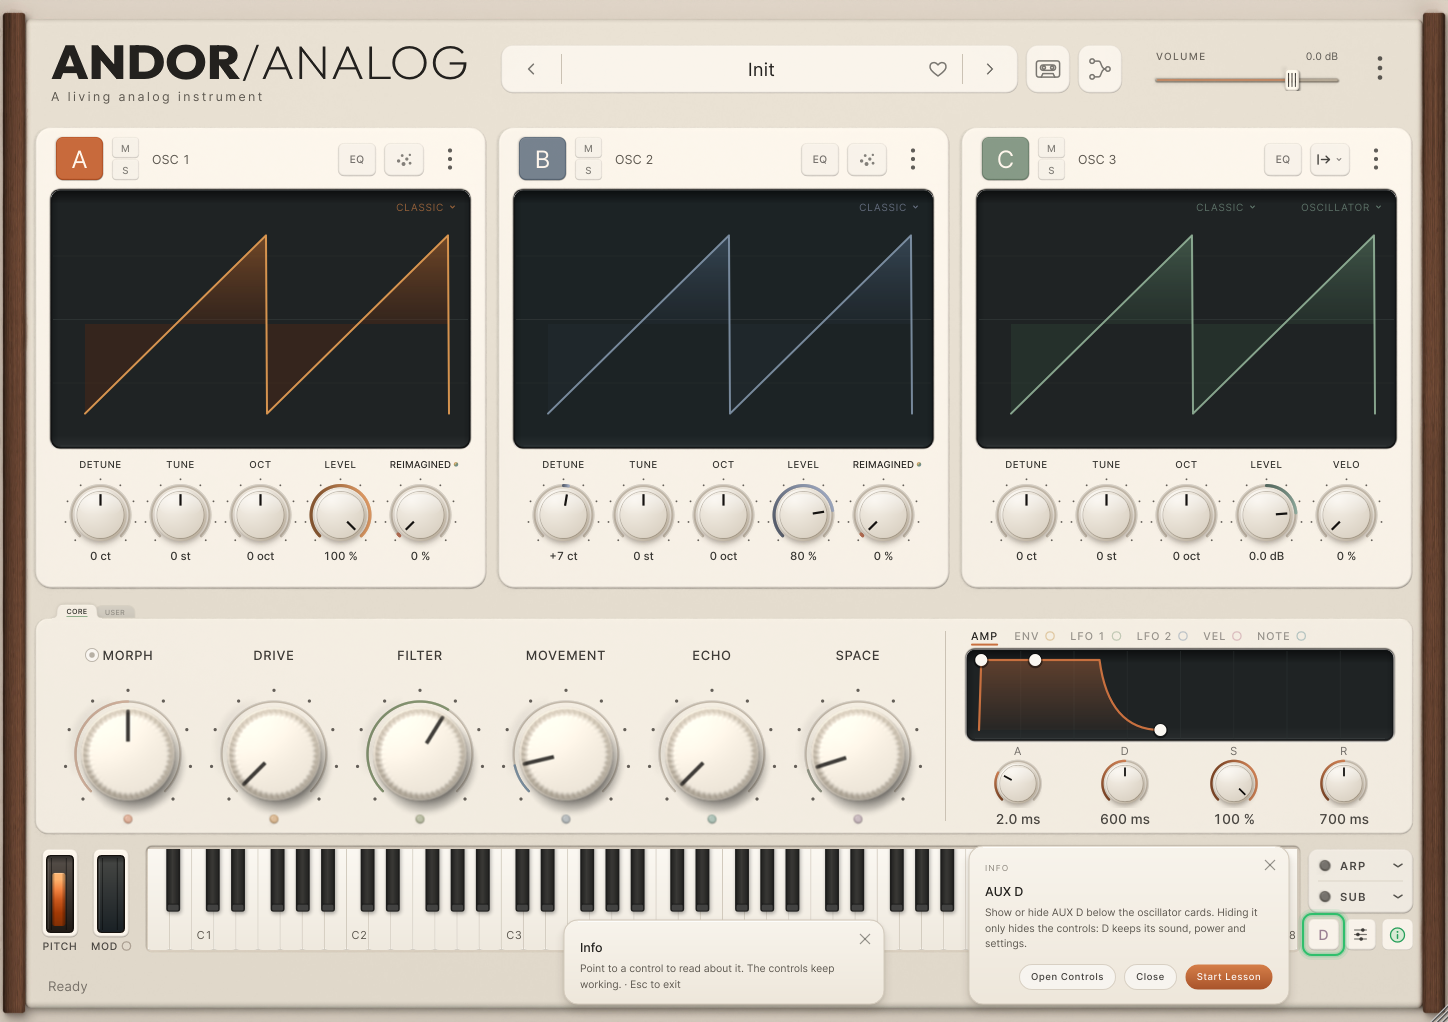 ANDOR/ANALOG
A living analog instrument
Init
VOLUME 0.0 dB
A M S OSC 1 EQ
B M S OSC 2 EQ
C M S OSC 3 EQ
CLASSIC
CLASSIC
CLASSIC OSCILLATOR
DETUNE TUNE OCT LEVEL REIMAGINED
0 ct 0 st 0 oct 100 % 0 %
DETUNE TUNE OCT LEVEL REIMAGINED
+7 ct 0 st 0 oct 80 % 0 %
DETUNE TUNE OCT LEVEL VELO
0 ct 0 st 0 oct 0.0 dB 0 %
CORE USER
MORPH DRIVE FILTER MOVEMENT ECHO SPACE
AMP ENV LFO 1 LFO 2 VEL NOTE
A D S R
2.0 ms 600 ms 100 % 700 ms
PITCH MOD
C1 C2 C3
8
Info
Point to a control to read about it. The controls keep
working. · Esc to exit
INFO
AUX D
Show or hide AUX D below the oscillator cards. Hiding it
only hides the controls: D keeps its sound, power and
settings.
Open Controls Close Start Lesson
ARP
SUB
D
Ready